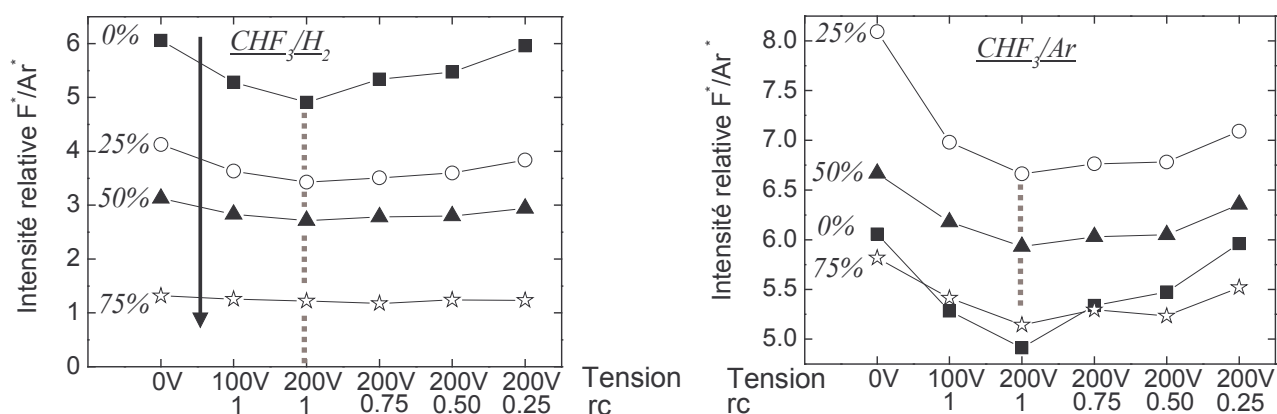 Intensité relative F*/Ar*
6
5
4
3
2
1
0
0%
25%
50%
75%
CHF3/H2
0V 100V 200V 200V 200V 200V Tension
1 1 0.75 0.50 0.25 rc
Intensité relative F*/Ar*
8.0
7.5
7.0
6.5
6.0
5.5
5.0
25%
50%
0%
75%
CHF3/Ar
Tension 0V 100V 200V 200V 200V 200V
rc 1 1 0.75 0.50 0.25